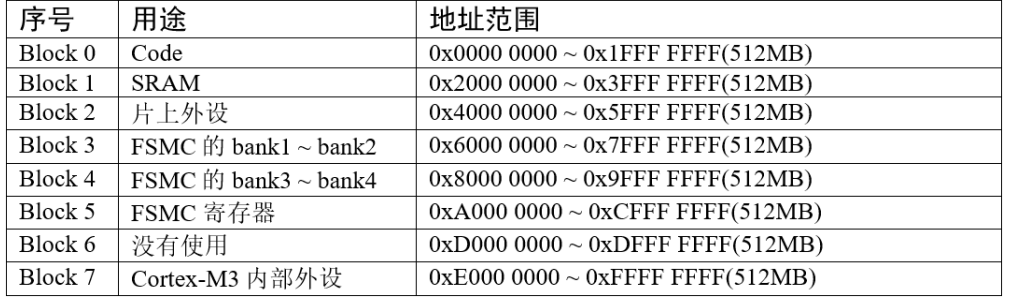 序号 用途 地址范围
Block 0 Code 0x0000 0000 ~ 0x1FFF FFFF(512MB)
Block 1 SRAM 0x2000 0000 ~ 0x3FFF FFFF(512MB)
Block 2 片上外设 0x4000 0000 ~ 0x5FFF FFFF(512MB)
Block 3 FSMC 的 bank1 ~ bank2 0x6000 0000 ~ 0x7FFF FFFF(512MB)
Block 4 FSMC 的 bank3 ~ bank4 0x8000 0000 ~ 0x9FFF FFFF(512MB)
Block 5 FSMC 寄存器 0xA000 0000 ~ 0xCFFF FFFF(512MB)
Block 6 没有使用 0xD000 0000 ~ 0xDFFF FFFF(512MB)
Block 7 Cortex-M3 内部外设 0xE000 0000 ~ 0xFFFF FFFF(512MB)